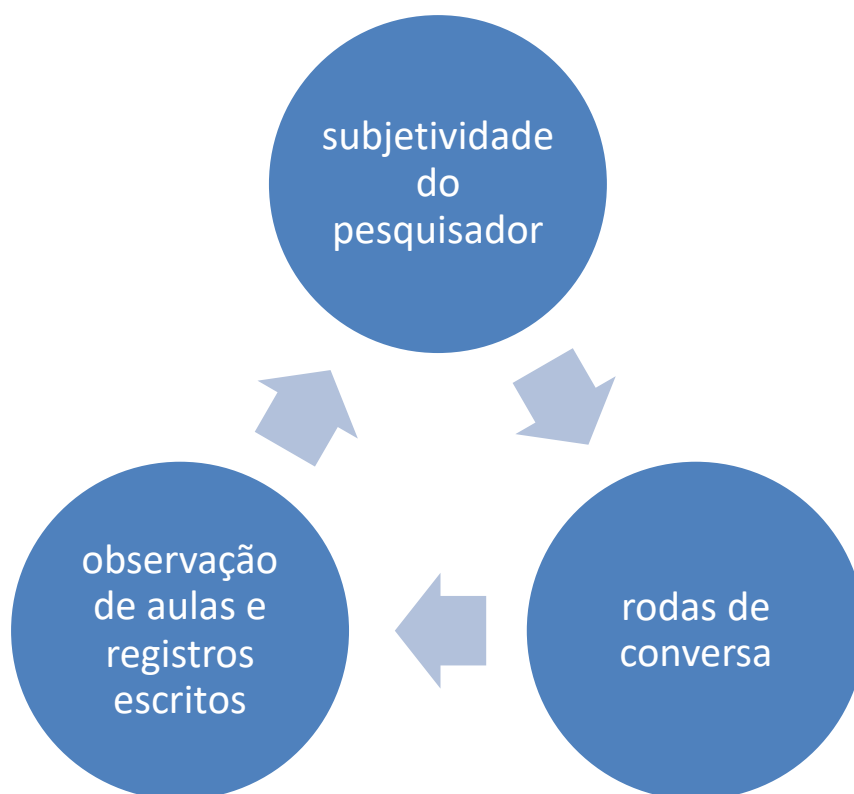 subjetividade
do
pesquisador
rodas de
conversa
observação
de aulas e
registros
escritos